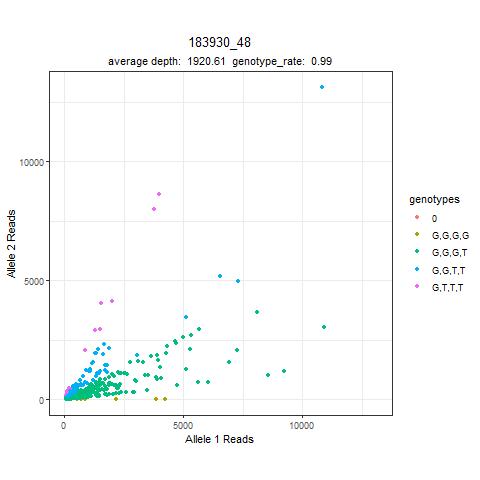 183930_48
average depth: 1920.61 genotype_rate: 0.99
Allele 2 Reads
10000
5000
0
0
5000
10000
Allele 1 Reads
genotypes
0
G,G,G,G
G,G,G,T
G,G,T,T
G,T,T,T